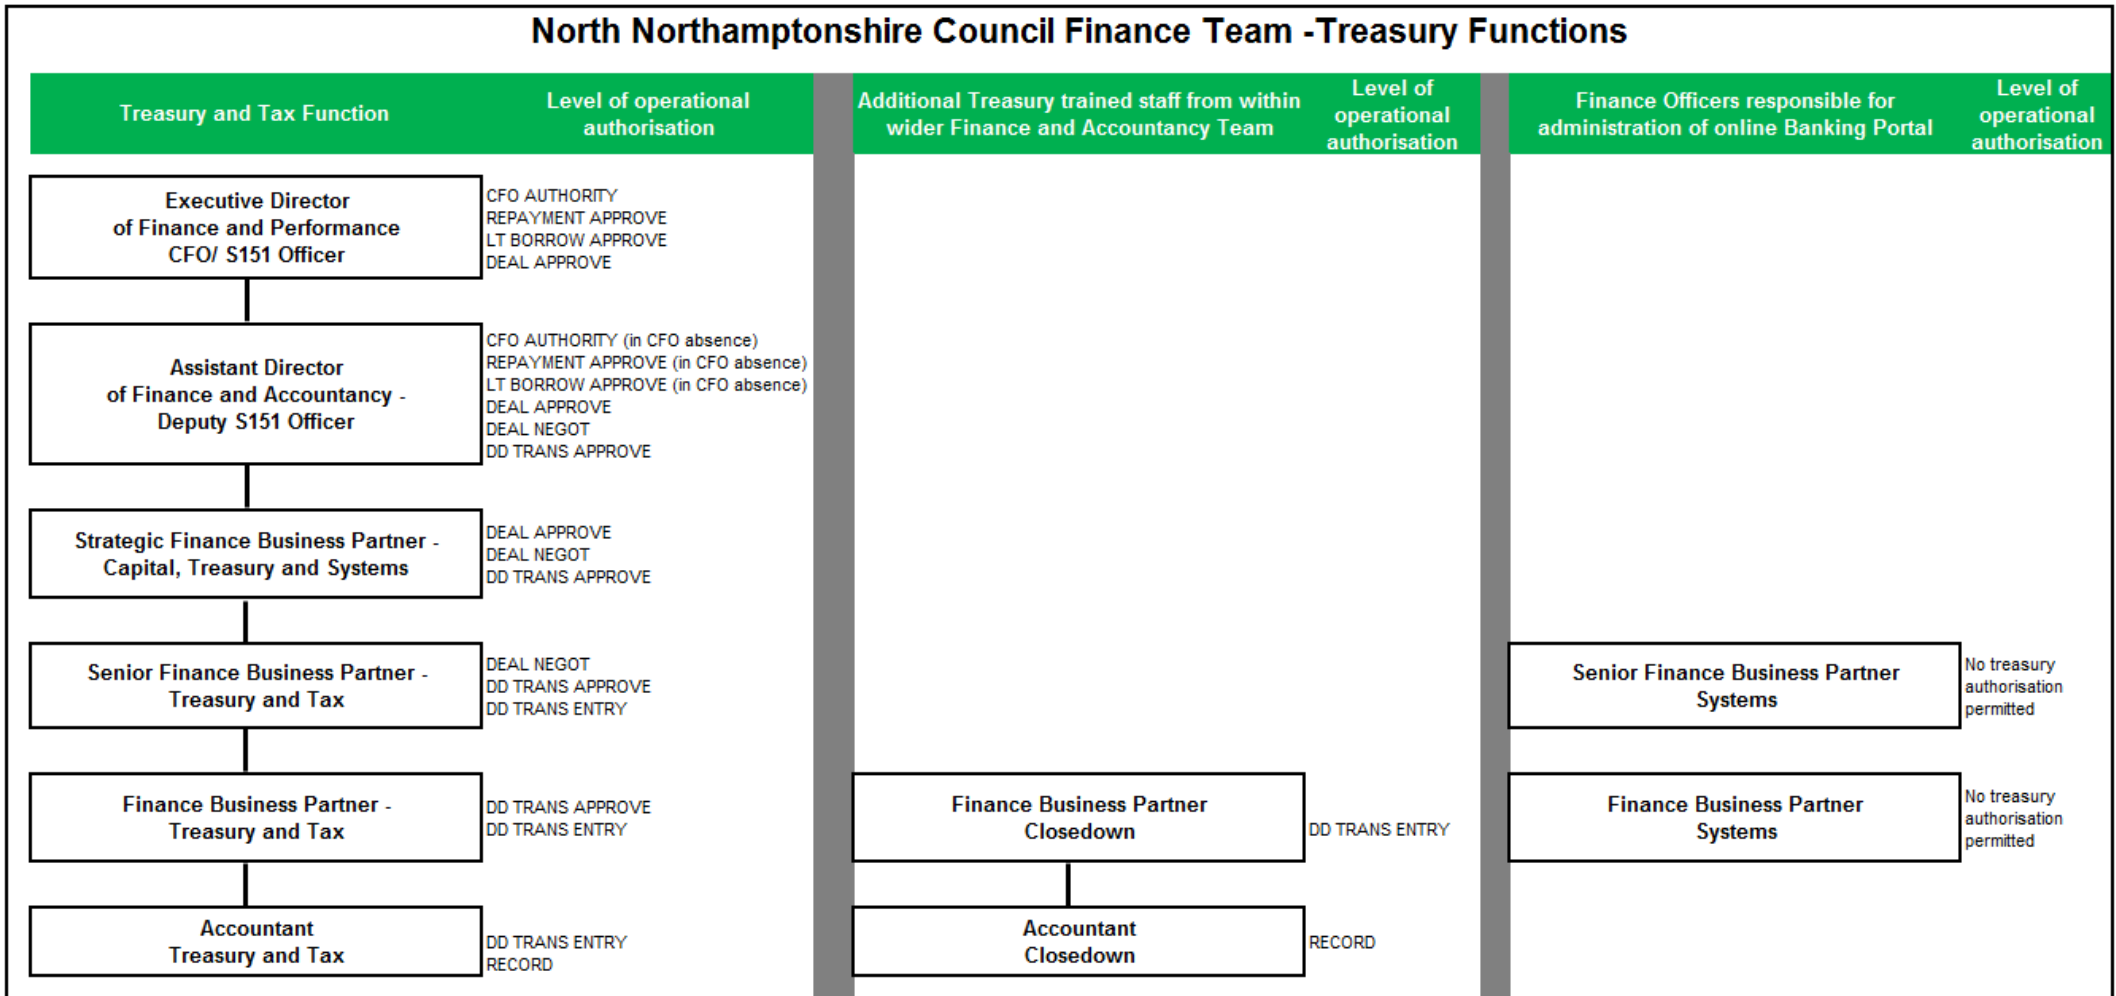 North Northamptonshire Council Finance Team -Treasury Functions
Treasury and Tax Function
Level of operational
authorisation
Additional Treasury trained staff from within
wider Finance and Accountancy Team
Level of
operational
authorisation
Finance Officers responsible for
administration of online Banking Portal
Level of
operational
authorisation
Executive Director
of Finance and Performance
CFO/ S151 Officer
CFO AUTHORITY
REPAYMENT APPROVE
LT BORROW APPROVE
DEAL APPROVE
Assistant Director
of Finance and Accountancy -
Deputy S151 Officer
CFO AUTHORITY (in CFO absence)
REPAYMENT APPROVE (in CFO absence)
LT BORROW APPROVE (in CFO absence)
DEAL APPROVE
DEAL NEGOT
DD TRANS APPROVE
Strategic Finance Business Partner -
Capital, Treasury and Systems
DEAL APPROVE
DEAL NEGOT
DD TRANS APPROVE
Senior Finance Business Partner -
Treasury and Tax
DEAL NEGOT
DD TRANS APPROVE
DD TRANS ENTRY
Senior Finance Business Partner
Systems
No treasury
authorisation
permitted
Finance Business Partner -
Treasury and Tax
DD TRANS APPROVE
DD TRANS ENTRY
Finance Business Partner
Closedown
DD TRANS ENTRY
Finance Business Partner
Systems
No treasury
authorisation
permitted
Accountant
Treasury and Tax
DD TRANS ENTRY
RECORD
Accountant
Closedown
RECORD